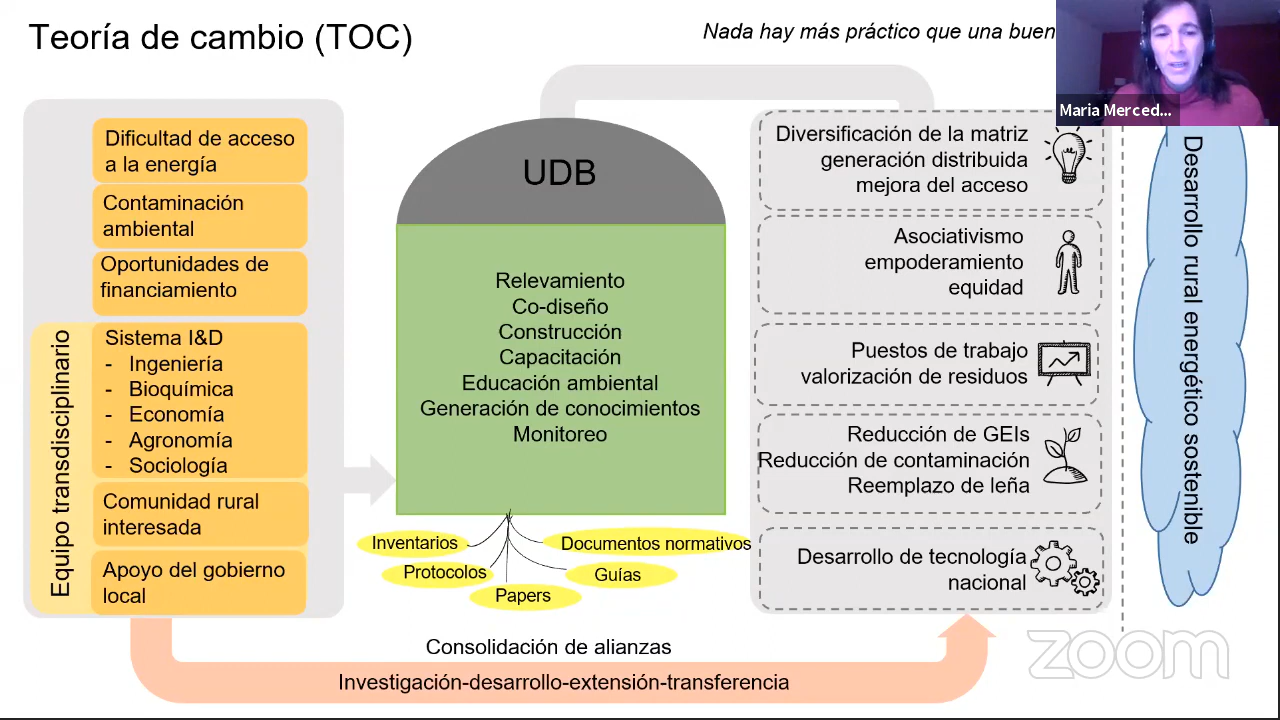 Teoría de cambio (TOC)
Nada hay más práctico que una buen
Maria Merced...
Dificultad de acceso
a la energía
Contaminación
ambiental
Oportunidades de
financiamiento
Equipo transdisciplinario
Sistema I&D
- Ingeniería
- Bioquímica
- Economía
- Agronomía
- Sociología
Comunidad rural
interesada
Apoyo del gobierno
local
UDB
Relevamiento
Co-diseño
Construcción
Capacitación
Educación ambiental
Generación de conocimientos
Monitoreo
Inventarios
Protocolos
Papers
Guías
Documentos normativos
Diversificación de la matriz
generación distribuida
mejora del acceso
Asociativismo
empoderamiento
equidad
Puestos de trabajo
valorización de residuos
Reducción de GEIs
Reducción de contaminación
Reemplazo de leña
Desarrollo de tecnología
nacional
Desarrollo rural energético sostenible
Consolidación de alianzas
Investigación-desarrollo-extensión-transferencia
zoom